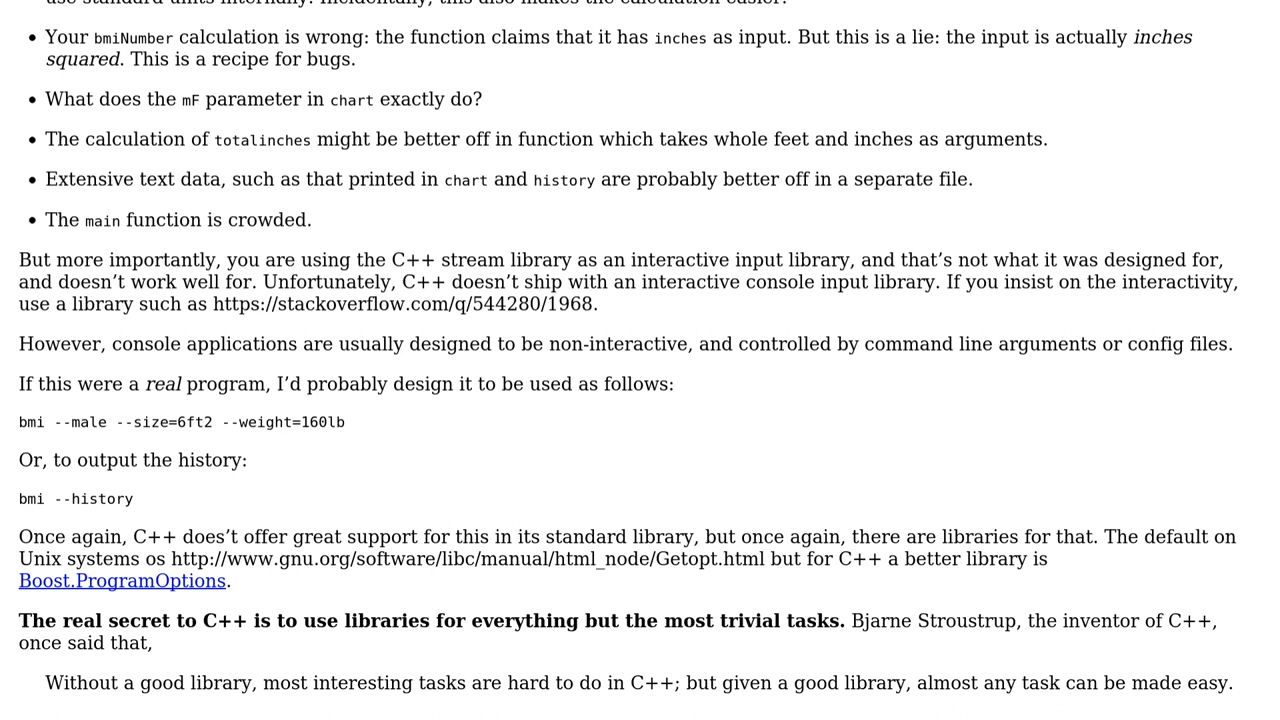 Your bmiNumber calculation is wrong: the function claims that it has inches as input. But this is a lie: the input is actually inches
squared. This is a recipe for bugs.
What does the mF parameter in chart exactly do?
The calculation of totalinches might be better off in function which takes whole feet and inches as arguments.
Extensive text data, such as that printed in chart and history are probably better off in a separate file.
The main function is crowded.
But more importantly, you are using the C++ stream library as an interactive input library, and that’s not what it was designed for,
and doesn’t work well for. Unfortunately, C++ doesn’t ship with an interactive console input library. If you insist on the interactivity,
use a library such as https://stackoverflow.com/q/544280/1968.
However, console applications are usually designed to be non-interactive, and controlled by command line arguments or config files.
If this were a real program, I’d probably design it to be used as follows:
bmi --male --size=6ft2 --weight=160lb
Or, to output the history:
bmi --history
Once again, C++ does’t offer great support for this in its standard library, but once again, there are libraries for that. The default on
Unix systems os http://www.gnu.org/software/libc/manual/html_node/Getopt.html but for C++ a better library is
Boost.ProgramOptions.
The real secret to C++ is to use libraries for everything but the most trivial tasks. Bjarne Stroustrup, the inventor of C++,
once said that,
Without a good library, most interesting tasks are hard to do in C++; but given a good library, almost any task can be made easy.